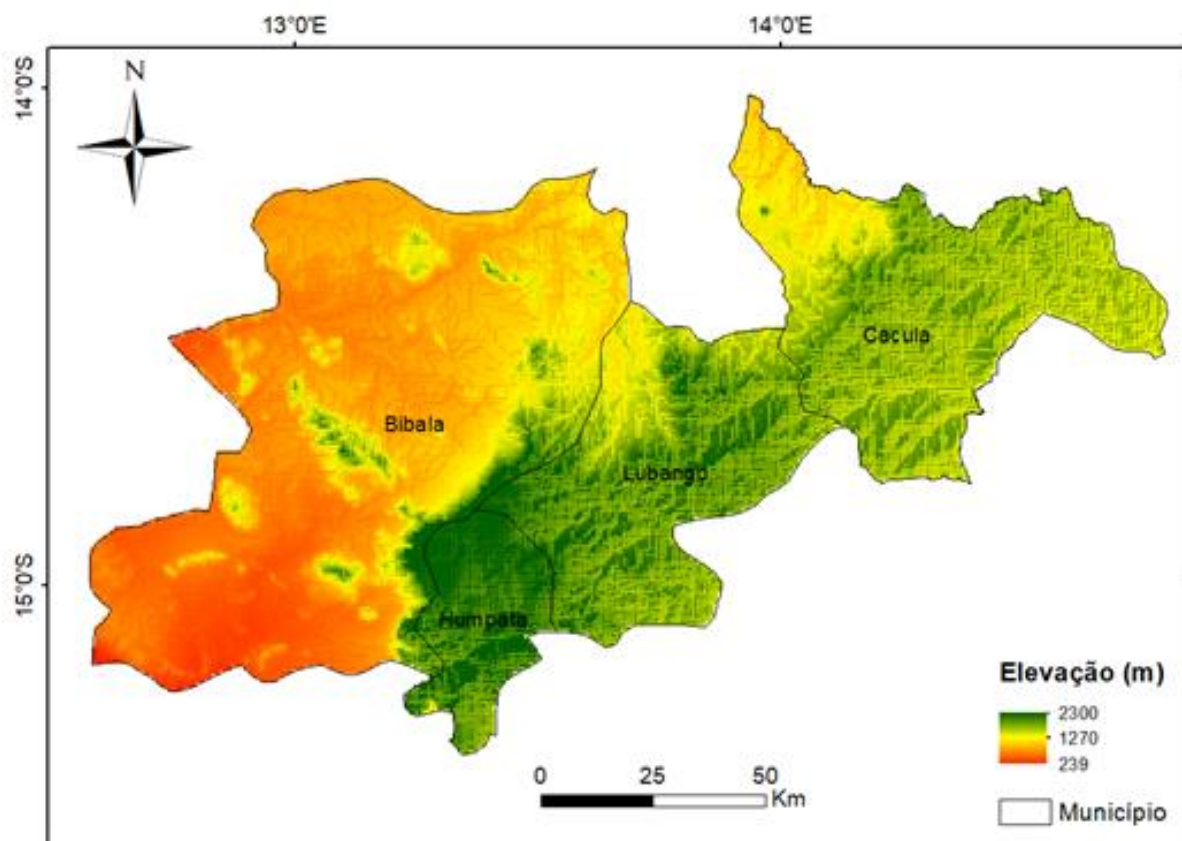 13°0'E 14°0'E
14°0'S
N
Cacula
Bibala
Lubango
15°0'S
Humpata
Elevação (m)
2300
1270
239
0 25 50
Km
Município